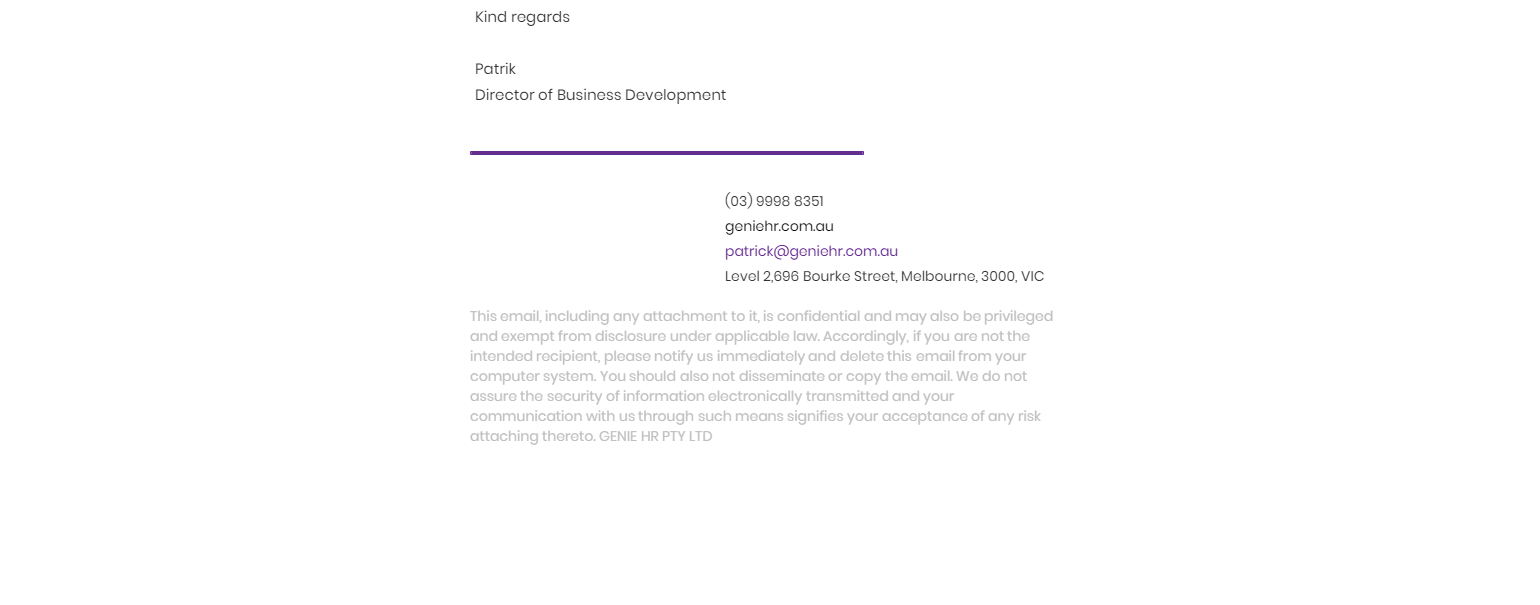 Kind regards
Patrik
Director of Business Development
(03) 9998 8351
geniehr.com.au
patrick@geniehr.com.au
Level 2,696 Bourke Street, Melbourne, 3000, VIC
This email, including any attachment to it, is confidential and may also be privileged
and exempt from disclosure under applicable law. Accordingly, if you are not the
intended recipient, please notify us immediately and delete this email from your
computer system. You should also not disseminate or copy the email. We do not
assure the security of information electronically transmitted and your
communication with us through such means signifies your acceptance of any risk
attaching thereto. GENIE HR PTY LTD